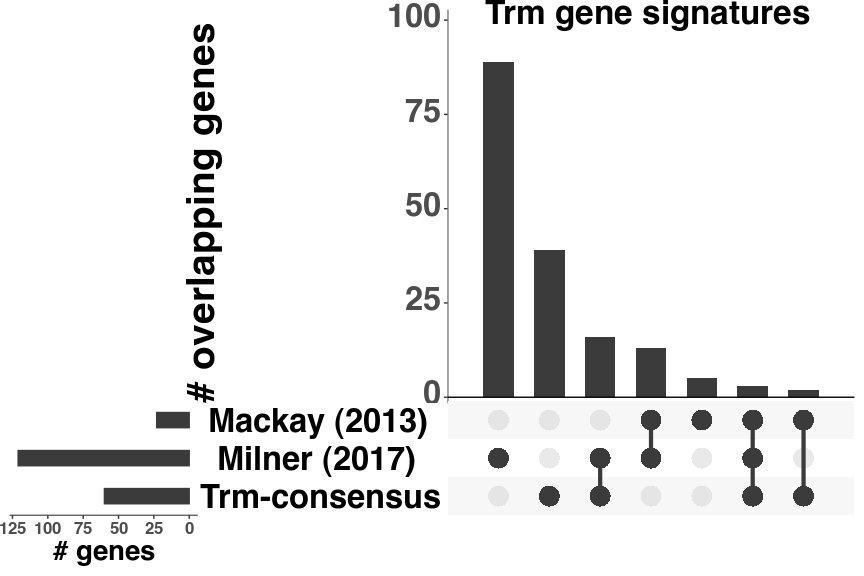 Trm gene signatures
# overlapping genes
100
75
50
25
0
Mackay (2013)
Milner (2017)
Trm-consensus
125 100 75 50 25 0
# genes